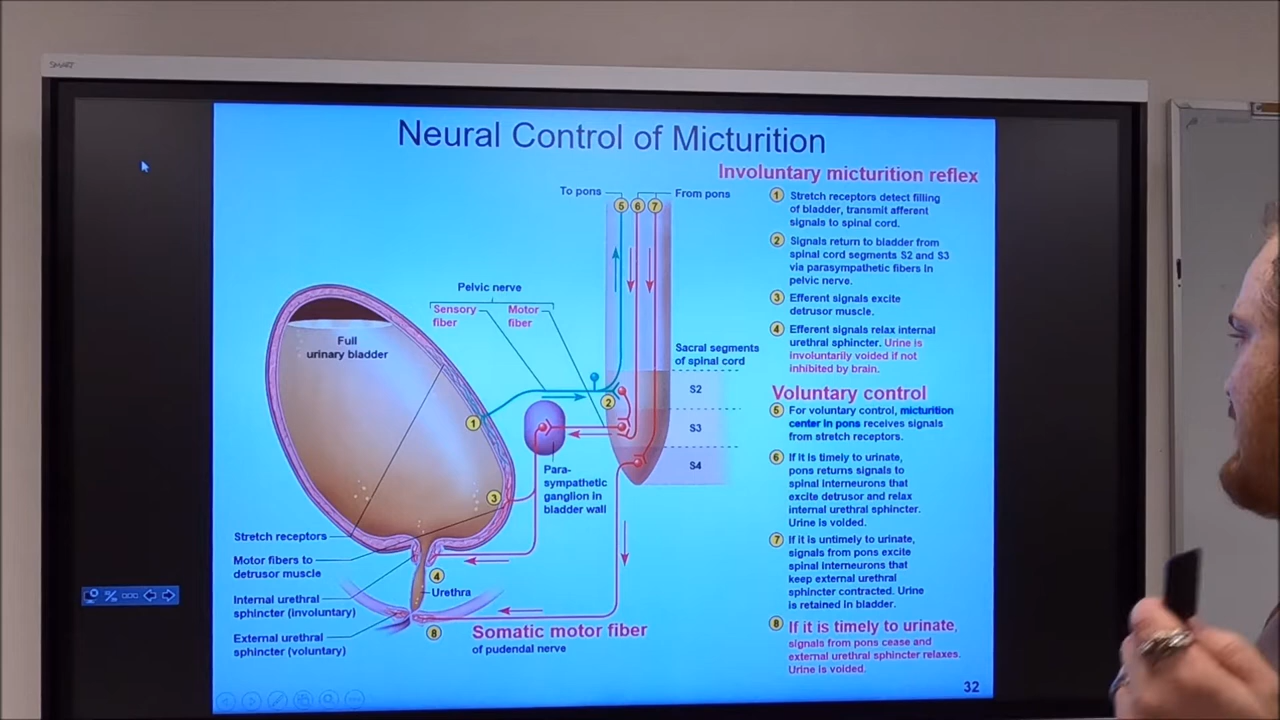 SMART
Neural Control of Micturition
To pons
From pons
5 6 7
Pelvic nerve
Sensory
fiber
Motor
fiber
Full
urinary bladder
Sacral segments
of spinal cord
S2
S3
S4
1
2
3
4
8
Para-
sympathetic
ganglion in
bladder wall
Stretch receptors
Motor fibers to
detrusor muscle
Internal urethral
sphincter (involuntary)
External urethral
sphincter (voluntary)
Urethra
Somatic motor fiber
of pudendal nerve
Involuntary micturition reflex
1 Stretch receptors detect filling
of bladder, transmit afferent
signals to spinal cord.
2 Signals return to bladder from
spinal cord segments S2 and S3
via parasympathetic fibers in
pelvic nerve.
3 Efferent signals excite
detrusor muscle.
4 Efferent signals relax internal
urethral sphincter. Urine is
involuntarily voided if not
inhibited by brain.
Voluntary control
5 For voluntary control, micturition
center in pons receives signals
from stretch receptors.
6 If it is timely to urinate,
pons returns signals to
spinal interneurons that
excite detrusor and relax
internal urethral sphincter.
Urine is voided.
7 If it is untimely to urinate,
signals from pons excite
spinal interneurons that
keep external urethral
sphincter contracted. Urine
is retained in bladder.
8 If it is timely to urinate,
signals from pons cease and
external urethral sphincter relaxes.
Urine is voided.
32